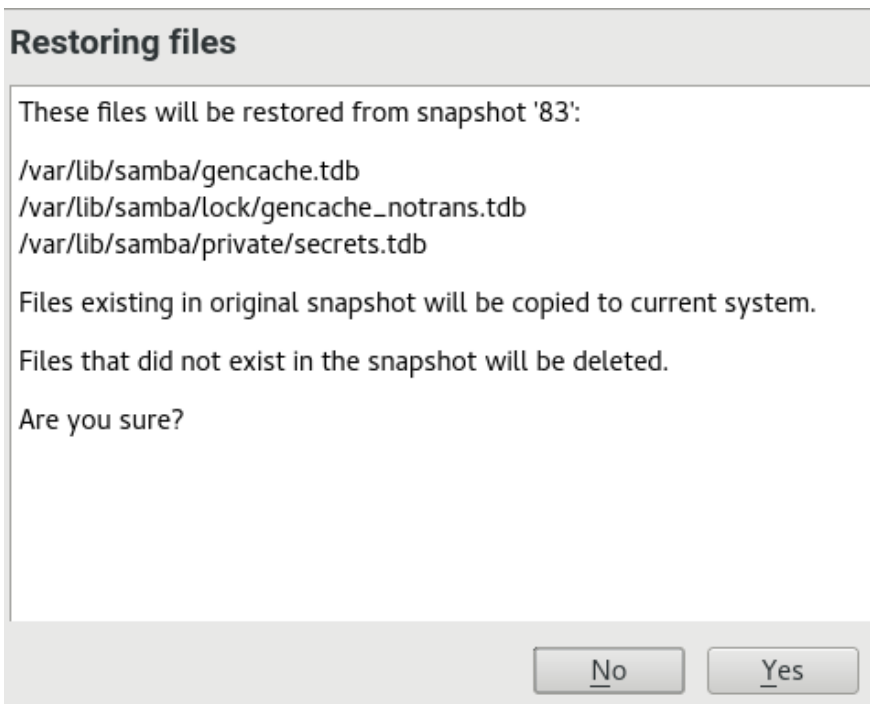 Restoring files
These files will be restored from snapshot '83':
/var/lib/samba/gencache.tdb
/var/lib/samba/lock/gencache_notrans.tdb
/var/lib/samba/private/secrets.tdb
Files existing in original snapshot will be copied to current system.
Files that did not exist in the snapshot will be deleted.
Are you sure?
No
Yes